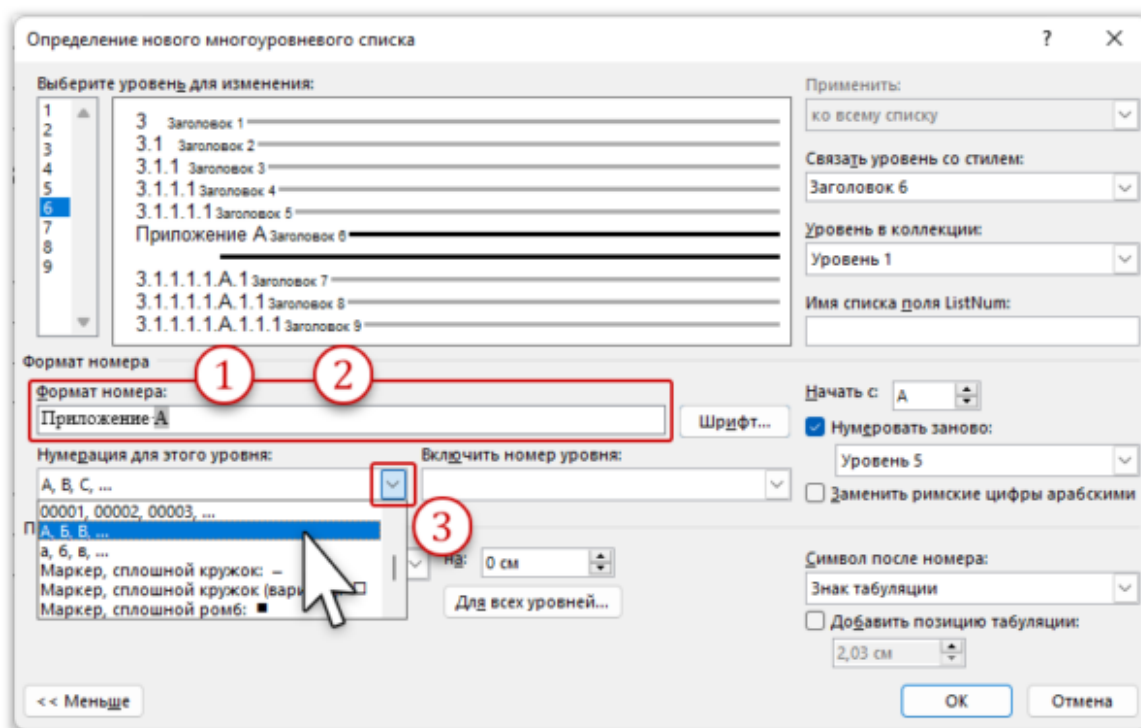 Определение нового многоуровневого списка ? ×
Выберите уровень для изменения:
1
2
3
4
5
6
7
8
9
3 Заголовок 1
3.1 Заголовок 2
3.1.1 Заголовок 3
3.1.1.1 Заголовок 4
3.1.1.1.1 Заголовок 5
Приложение A Заголовок 6
3.1.1.1.1.A.1 Заголовок 7
3.1.1.1.1.A.1.1 Заголовок 8
3.1.1.1.1.A.1.1.1 Заголовок 9
Применить:
ко всему списку
Связать уровень со стилем:
Заголовок 6
Уровень в коллекции:
Уровень 1
Имя списка поля ListNum:
Формат номера
1 2
Формат номера:
Приложение A
Шрифт...
Начать с: A
Нумеровать заново:
Уровень 5
Заменить римские цифры арабскими
Нумерация для этого уровня:
A, B, C, ...
Включить номер уровня:
3
00001, 00002, 00003, ...
А, Б, В, ...
а, б, в, ...
Маркер, сплошной кружок: –
Маркер, сплошной кружок
Маркер, сплошной ромб: ■
на: 0 см
Для всех уровней...
Символ после номера:
Знак табуляции
Добавить позицию табуляции:
2,03 см
<< Меньше
ОК
Отмена